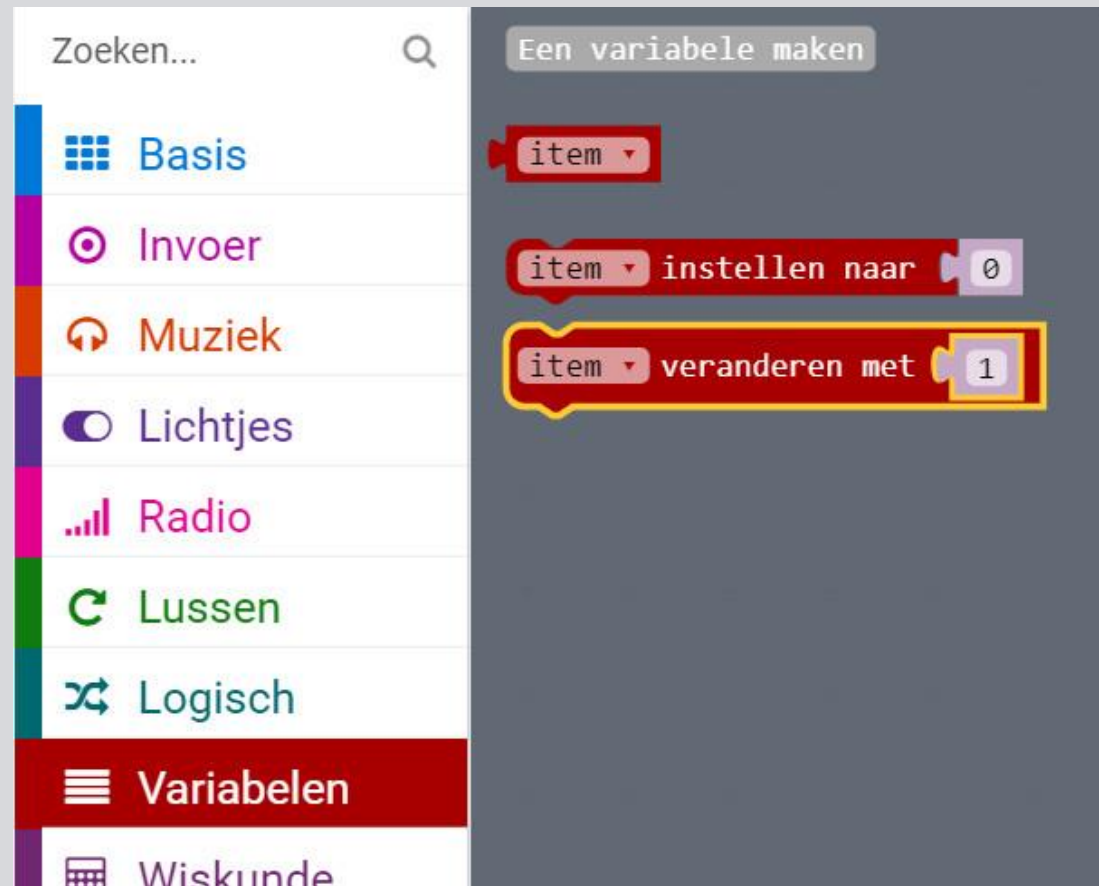 Zoeken...
Basis
Invoer
Muziek
Lichtjes
Radio
Lussen
Logisch
Variabelen
Wiskunde
Een variabele maken
item
item instellen naar 0
item veranderen met 1